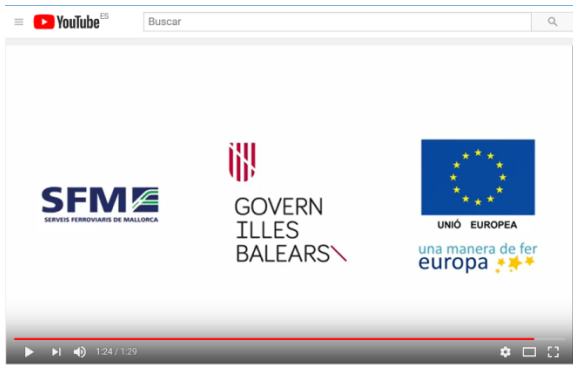 YouTube ES
Buscar
SFM
SERVEIS FERROVIARIS DE MALLORCA
GOVERN
ILLES
BALEARS
UNIÓ EUROPEA
una manera de fer
europa
1:24 / 1:29